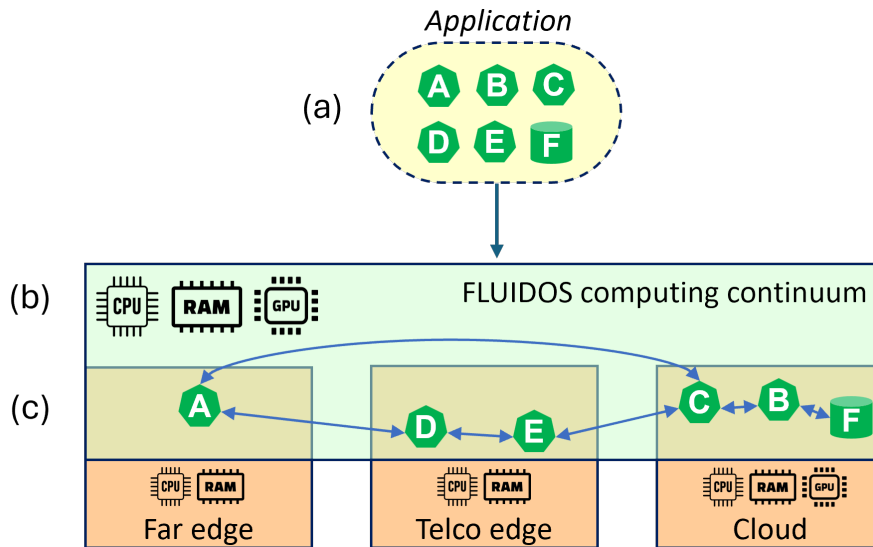 Application
(a)
A B C
D E F
(b)
CPU RAM GPU
FLUIDOS computing continuum
(c)
A D E C B F
CPU RAM
CPU RAM
CPU RAM GPU
Far edge
Telco edge
Cloud